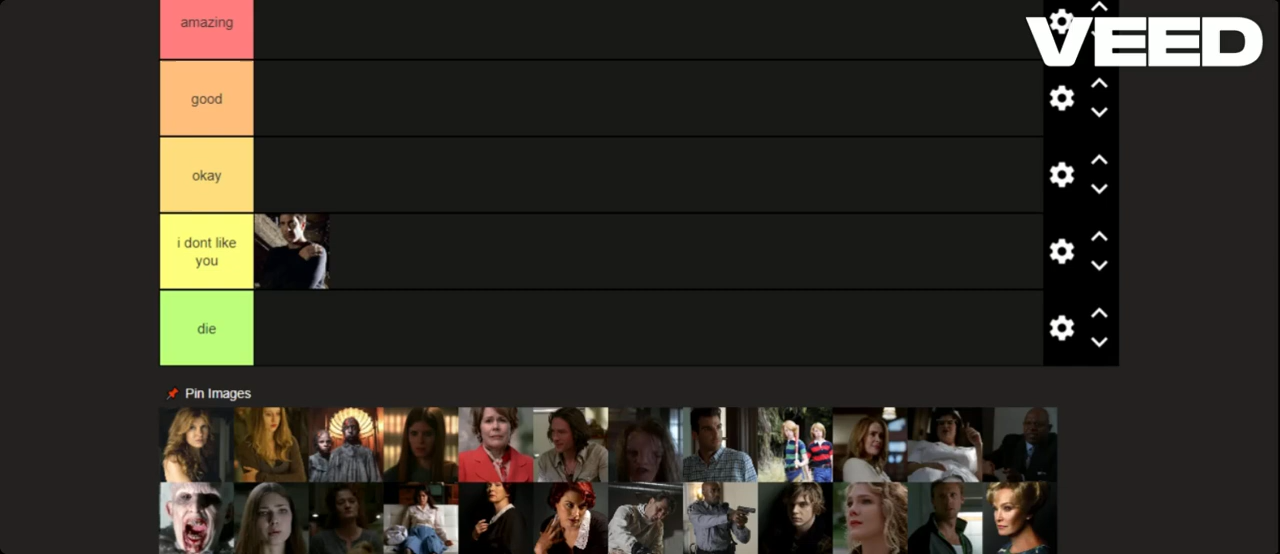 VEED
amazing
good
okay
i dont like
you
die
Pin Images